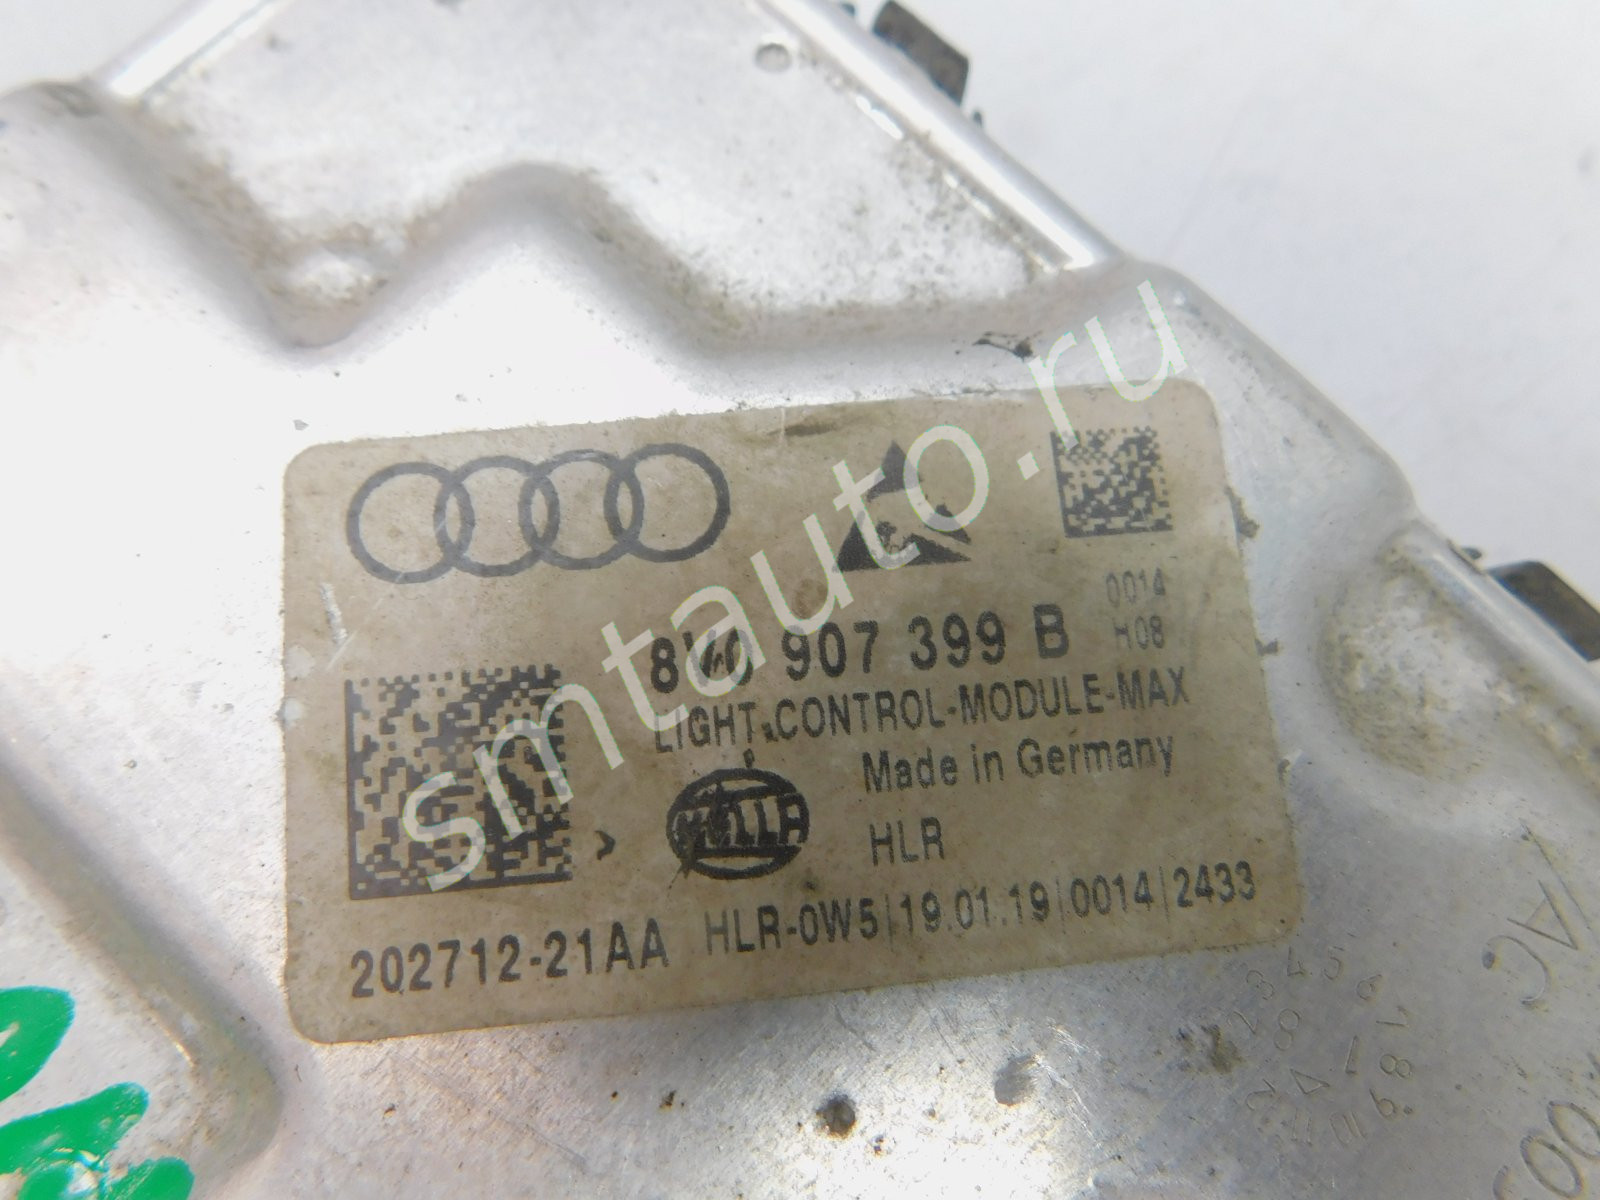 0014
H08
8W0 907 399 B
LIGHT-CONTROL-MODULE-MAX
Made in Germany
HELLA
HLR
202712-21AA HLR-0W5|19.01.19|0014|2433
smtauto.ru